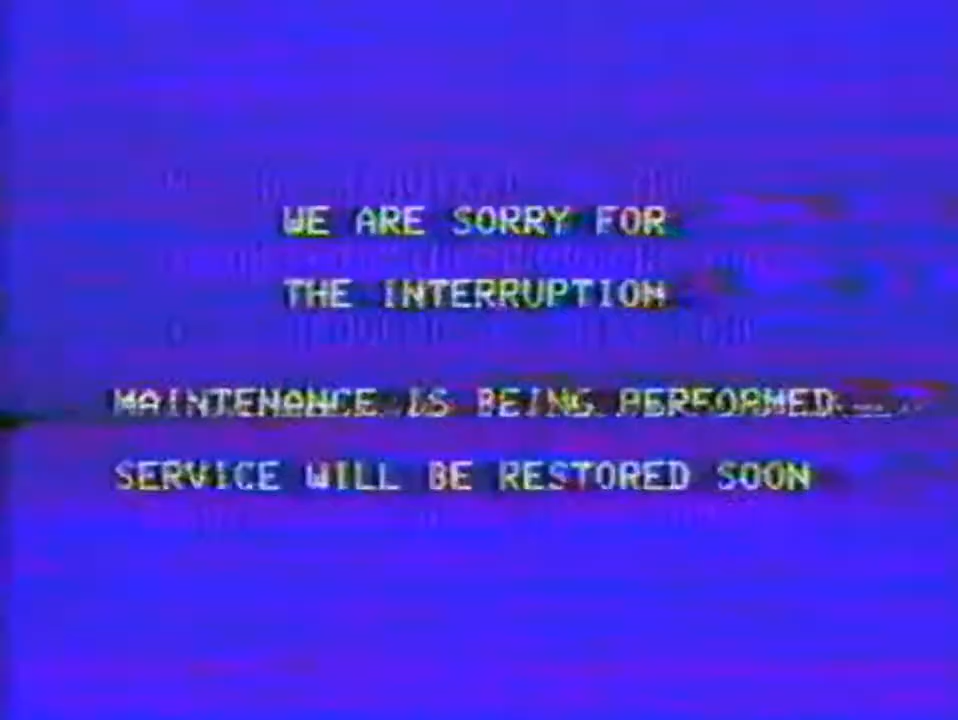 WE ARE SORRY FOR
THE INTERRUPTION
MAINTENANCE IS BEING PERFORMED
SERVICE WILL BE RESTORED SOON